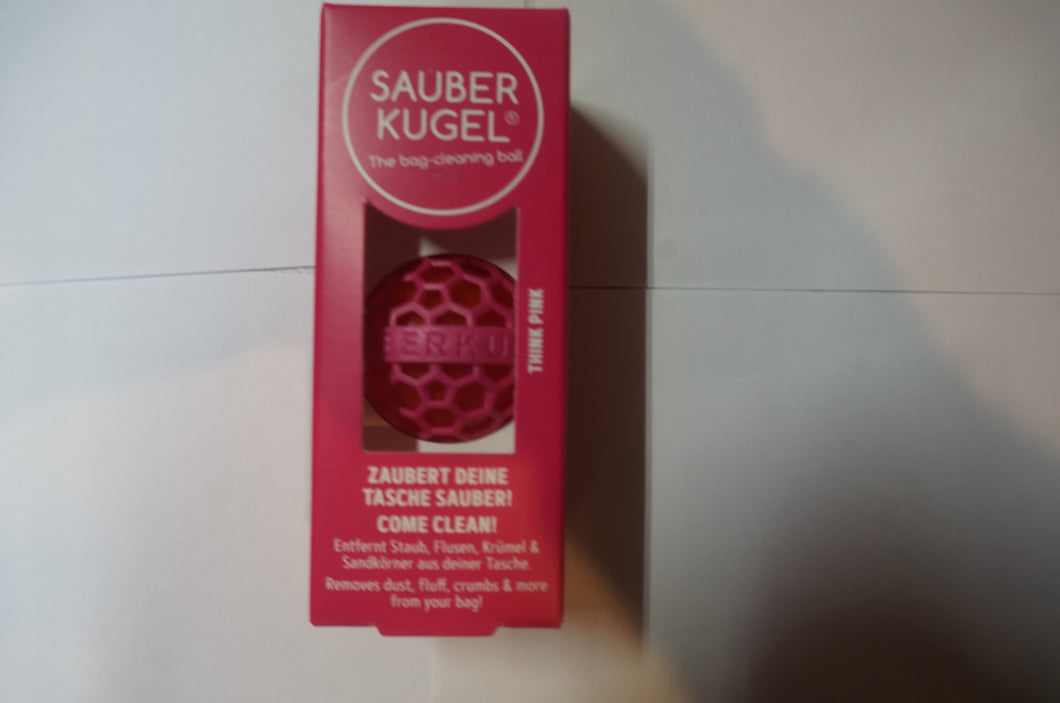 SAUBER
KUGEL®
The bag-cleaning ball
BERKU
THINK PINK
ZAUBERT DEINE
TASCHE SAUBER!
COME CLEAN!
Entfernt Staub, Flusen, Krümel &
Sandkörner aus deiner Tasche.
Removes dust, fluff, crumbs & more
from your bag!